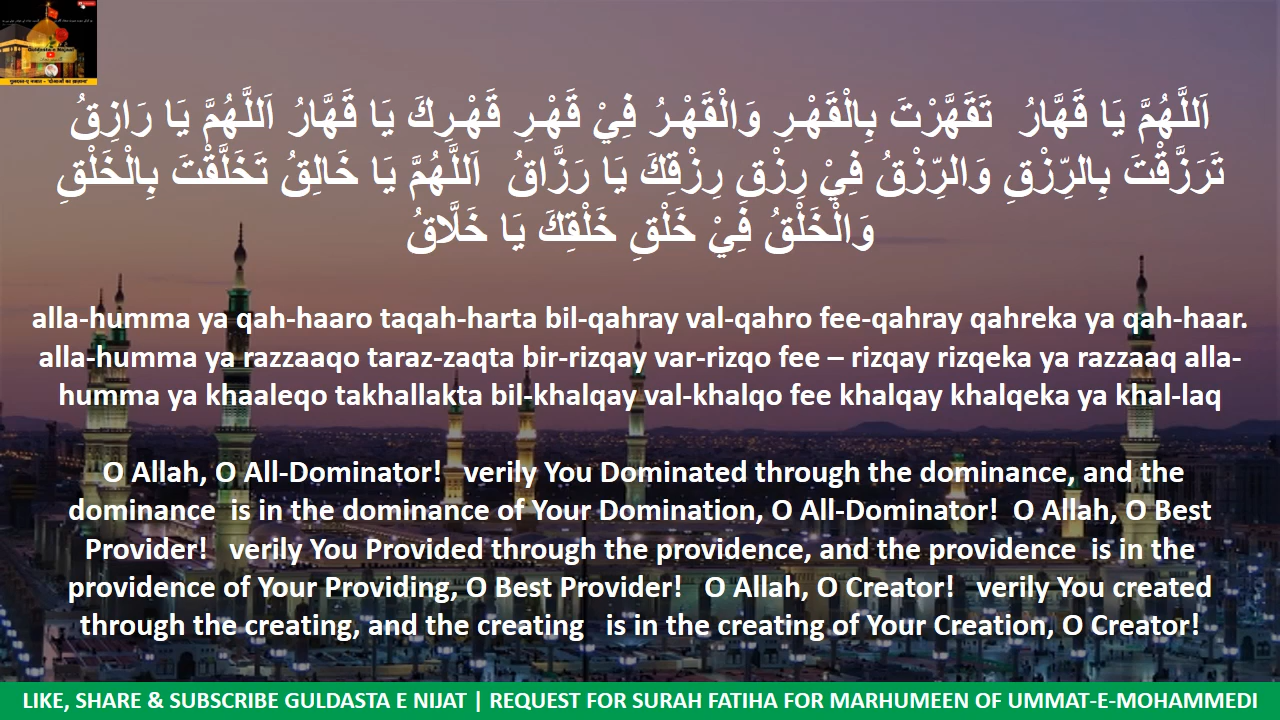 Guldasta e Nejaat
اَللّٰهُمَّ يَا قَهَّارُ تَقَهَّرْتَ بِالْقَهْرِ وَالْقَهْرُ فِيْ قَهْرِ قَهْرِكَ يَا قَهَّارُ اَللّٰهُمَّ يَا رَازِقُ
تَرَزَّقْتَ بِالرِّزْقِ وَالرِّزْقُ فِيْ رِزْقِ رِزْقِكَ يَا رَزَّاقُ اَللّٰهُمَّ يَا خَالِقُ تَخَلَّقْتَ بِالْخَلْقِ
وَالْخَلْقُ فِيْ خَلْقِ خَلْقِكَ يَا خَلَّاقُ
alla-humma ya qah-haaro taqah-harta bil-qahray val-qahro fee-qahray qahreka ya qah-haar.
alla-humma ya razzaaqo taraz-zaqta bir-rizqay var-rizqo fee – rizqay rizqeka ya razzaaq alla-
humma ya khaaleqo takhallakta bil-khalqay val-khalqo fee khalqay khalqeka ya khal-laq
O Allah, O All-Dominator! verily You Dominated through the dominance, and the
dominance is in the dominance of Your Domination, O All-Dominator! O Allah, O Best
Provider! verily You Provided through the providence, and the providence is in the
providence of Your Providing, O Best Provider! O Allah, O Creator! verily You created
through the creating, and the creating is in the creating of Your Creation, O Creator!
LIKE, SHARE & SUBSCRIBE GULDASTA E NIJAT | REQUEST FOR SURAH FATIHA FOR MARHUMEEN OF UMMAT-E-MOHAMMEDI